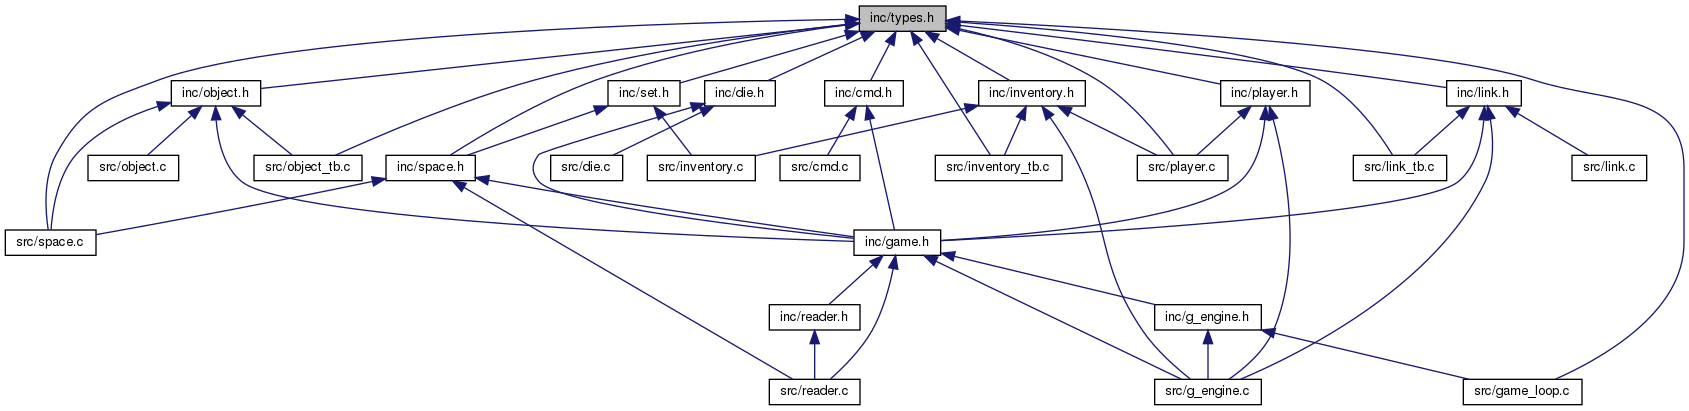 inc/types.h
inc/object.h
inc/set.h
inc/die.h
inc/cmd.h
inc/inventory.h
inc/player.h
inc/link.h
src/object.c
src/object_tb.c
inc/space.h
src/die.c
src/inventory.c
src/cmd.c
src/inventory_tb.c
src/player.c
src/link_tb.c
src/link.c
src/space.c
inc/game.h
inc/reader.h
inc/g_engine.h
src/reader.c
src/g_engine.c
src/game_loop.c